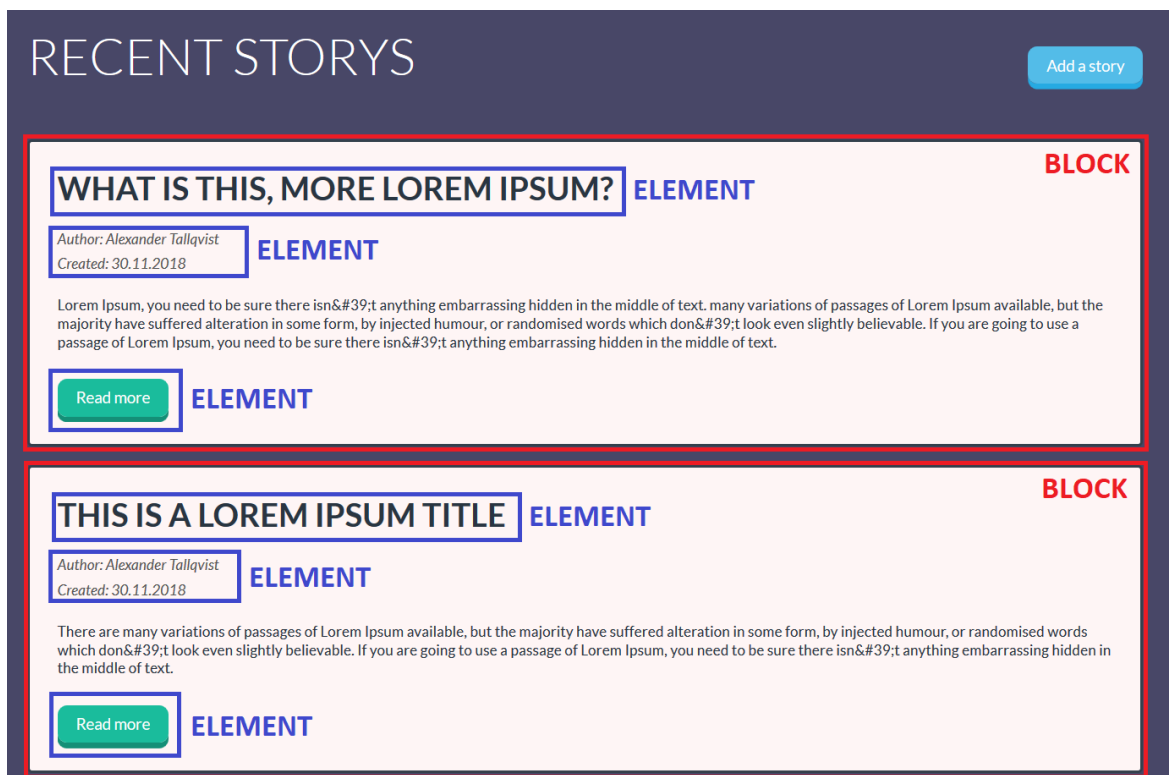 RECENT STORYS
Add a story
BLOCK
WHAT IS THIS, MORE LOREM IPSUM?
ELEMENT
Author: Alexander Tallqvist
Created: 30.11.2018
ELEMENT
Lorem Ipsum, you need to be sure there isn&#39;t anything embarrassing hidden in the middle of text. many variations of passages of Lorem Ipsum available, but the
majority have suffered alteration in some form, by injected humour, or randomised words which don&#39;t look even slightly believable. If you are going to use a
passage of Lorem Ipsum, you need to be sure there isn&#39;t anything embarrassing hidden in the middle of text.
Read more
ELEMENT
BLOCK
THIS IS A LOREM IPSUM TITLE
ELEMENT
Author: Alexander Tallqvist
Created: 30.11.2018
ELEMENT
There are many variations of passages of Lorem Ipsum available, but the majority have suffered alteration in some form, by injected humour, or randomised words
which don&#39;t look even slightly believable. If you are going to use a passage of Lorem Ipsum, you need to be sure there isn&#39;t anything embarrassing hidden in
the middle of text.
Read more
ELEMENT